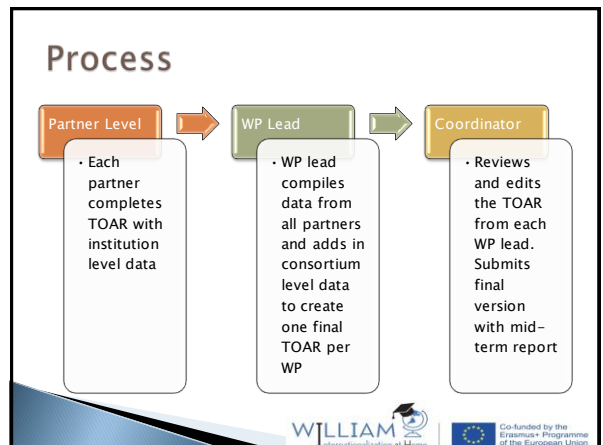 Process
Partner Level
• Each
partner
completes
TOAR with
institution
level data
WP Lead
• WP lead
compiles
data from
all partners
and adds in
consortium
level data
to create
one final
TOAR per
WP
Coordinator
• Reviews
and edits
the TOAR
from each
WP lead.
Submits
final
version
with mid-
term report
WILLIAM
Internationalization at Home
Co-funded by the
Erasmus+ Programme
of the European Union